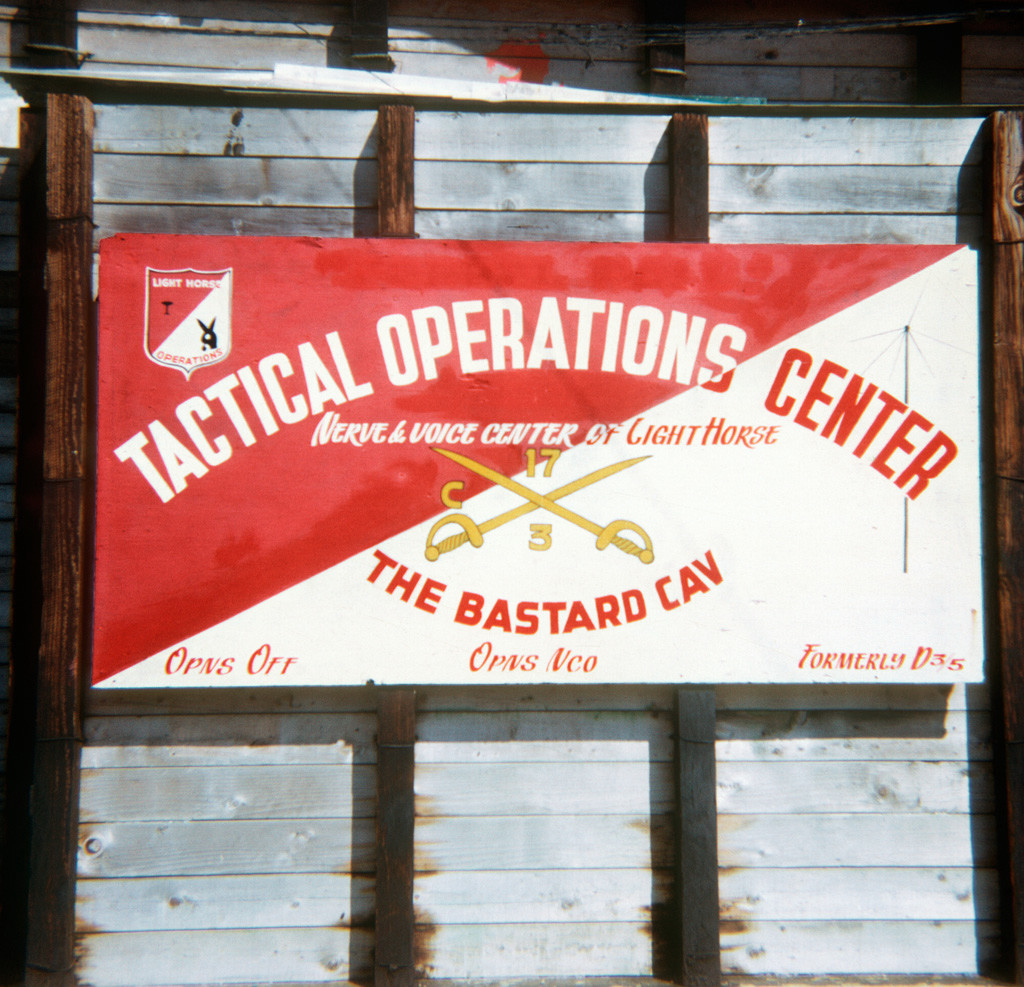 LIGHT HORSE
OPERATIONS
TACTICAL OPERATIONS CENTER
NERVE & VOICE CENTER OF LIGHT HORSE
17
C
3
THE BASTARD CAV
OPNS OFF
OPNS NCO
FORMERLY D3/5